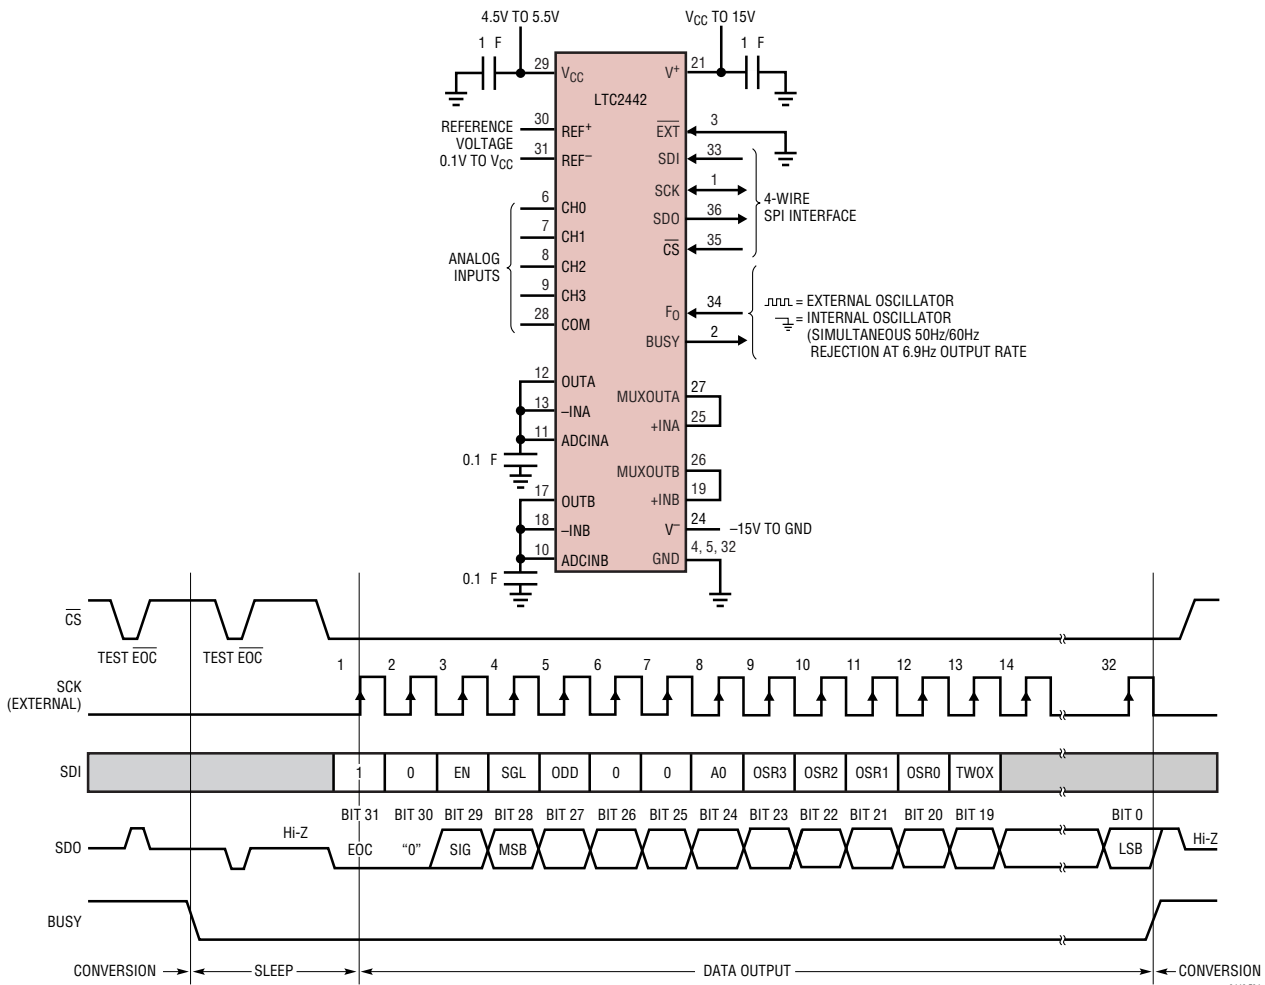 4.5V TO 5.5V
VCC TO 15V
1 F
1 F
29
VCC
V+
21
LTC2442
REFERENCE
VOLTAGE
0.1V TO VCC
30
REF+
31
REF–
EXT
3
SDI
33
SCK
1
SDO
36
CS
35
4-WIRE
SPI INTERFACE
ANALOG
INPUTS
6
CH0
7
CH1
8
CH2
9
CH3
28
COM
FO
34
BUSY
2
= EXTERNAL OSCILLATOR
= INTERNAL OSCILLATOR
(SIMULTANEOUS 50Hz/60Hz
REJECTION AT 6.9Hz OUTPUT RATE
12
OUTA
13
–INA
11
ADCINA
0.1 F
MUXOUTA
27
+INA
25
MUXOUTB
26
+INB
19
17
OUTB
18
–INB
10
ADCINB
0.1 F
V–
24
–15V TO GND
GND
4, 5, 32
CS
TEST EOC
TEST EOC
SCK
(EXTERNAL)
1 2 3 4 5 6 7 8 9 10 11 12 13 14 32
SDI
1 0 EN SGL ODD 0 0 A0 OSR3 OSR2 OSR1 OSR0 TWOX
BIT 31 BIT 30 BIT 29 BIT 28 BIT 27 BIT 26 BIT 25 BIT 24 BIT 23 BIT 22 BIT 21 BIT 20 BIT 19 BIT 0
SDO
Hi-Z
EOC "0" SIG MSB LSB
Hi-Z
BUSY
CONVERSION SLEEP DATA OUTPUT CONVERSION